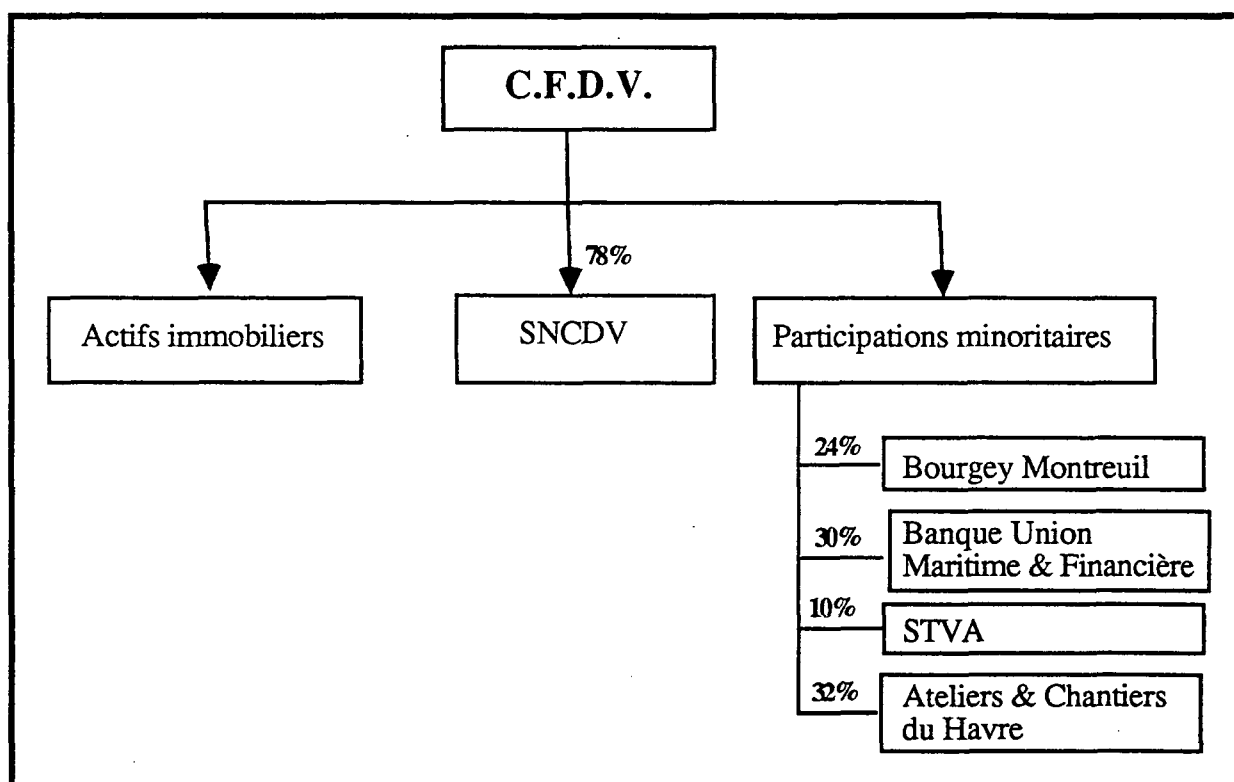 C.F.D.V.
78%
Actifs immobiliers
SNCDV
Participations minoritaires
24%
Bourgey Montreuil
30%
Banque Union
Maritime & Financière
10%
STVA
32%
Ateliers & Chantiers
du Havre